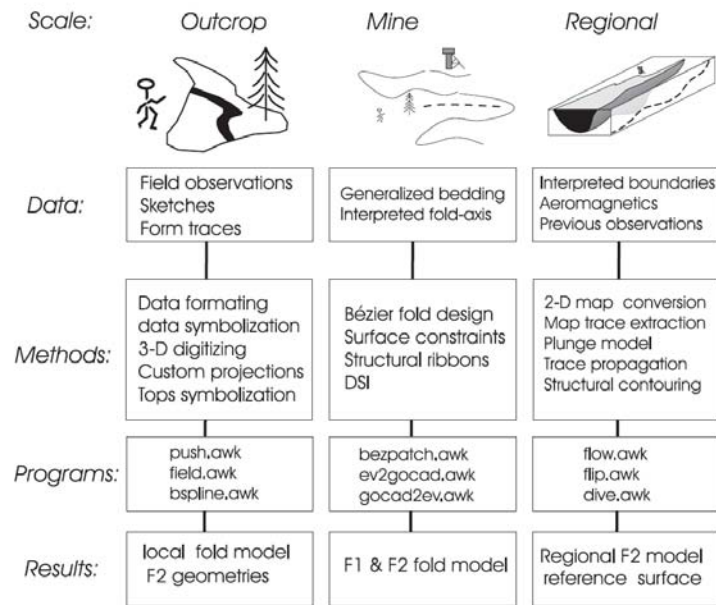 Scale: Outcrop Mine Regional
Data:
Field observations
Sketches
Form traces
Generalized bedding
Interpreted fold-axis
Interpreted boundaries
Aeromagnetics
Previous observations
Methods:
Data formating
data symbolization
3-D digitizing
Custom projections
Tops symbolization
Bézier fold design
Surface constraints
Structural ribbons
DSI
2-D map conversion
Map trace extraction
Plunge model
Trace propagation
Structural contouring
Programs:
push.awk
field.awk
bspline.awk
bezpatch.awk
ev2gocad.awk
gocad2ev.awk
flow.awk
flip.awk
dive.awk
Results:
local fold model
F2 geometries
F1 & F2 fold model
Regional F2 model
reference surface